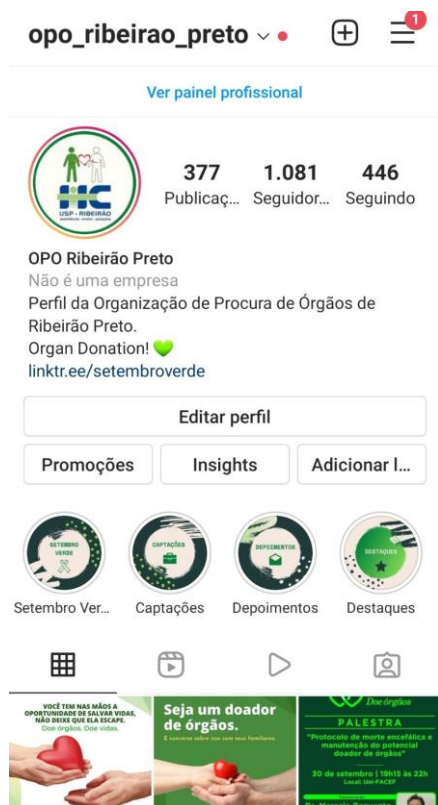 opo_ribeirao_preto
1
Ver painel profissional
HC
USP - RIBEIRÃO
377 1.081 446
Publicaç... Seguidor... Seguindo
OPO Ribeirão Preto
Não é uma empresa
Perfil da Organização de Procura de Órgãos de
Ribeirão Preto.
Organ Donation!
linktr.ee/setembroverde
Editar perfil
Promoções Insights Adicionar l...
SETEMBRO
VERDE
CAPTAÇÕES
DEPOIMENTOS
DESTAQUES
Setembro Ver... Captações Depoimentos Destaques
VOCÊ TEM NAS MÃOS A
OPORTUNIDADE DE SALVAR VIDAS,
NÃO DEIXE QUE ELA ESCAPE.
Doe órgãos. Doe vidas.
Seja um doador
de órgãos.
E converse sobre isso com seus familiares.
Doe órgãos
PALESTRA
"Protocolo de morte encefálica e
manutenção do potencial
doador de órgãos"
30 de setembro | 19h15 às 22h
Local: Uni-FACEF